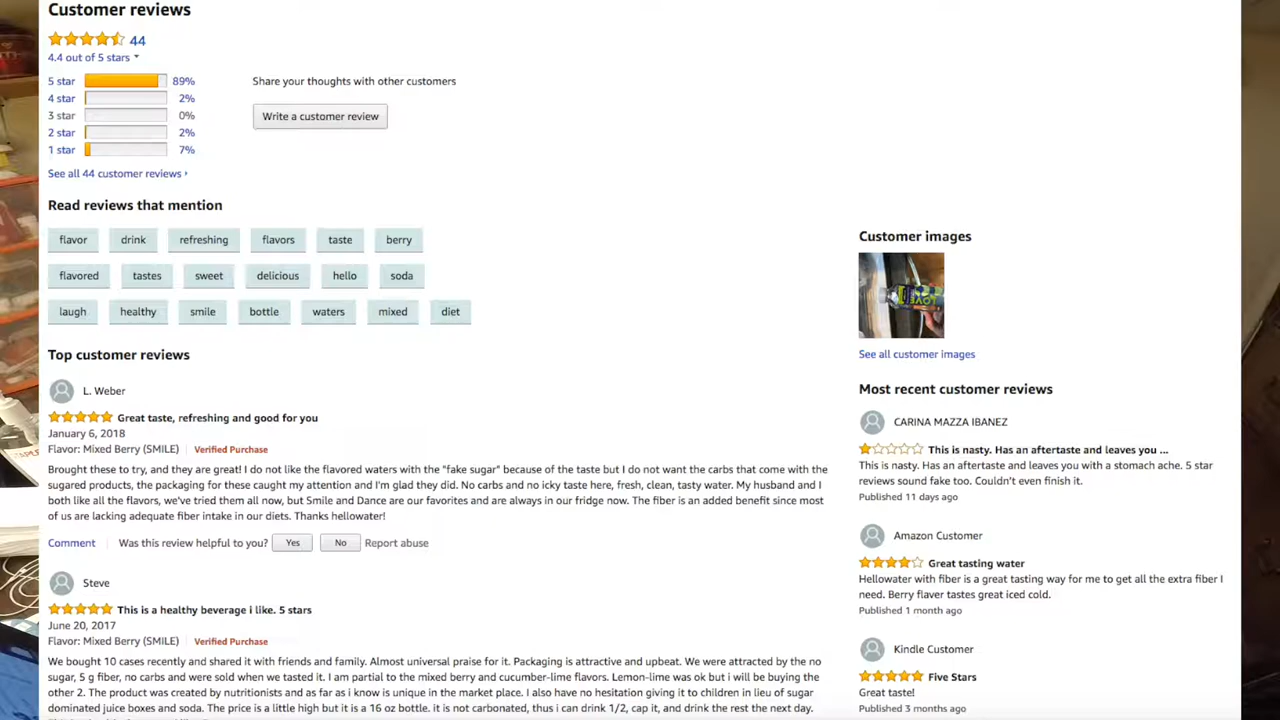 Customer reviews
44
4.4 out of 5 stars
5 star 89%
4 star 2%
3 star 0%
2 star 2%
1 star 7%
See all 44 customer reviews ›
Share your thoughts with other customers
Write a customer review
Read reviews that mention
flavor drink refreshing flavors taste berry
flavored tastes sweet delicious hello soda
laugh healthy smile bottle waters mixed diet
Top customer reviews
L. Weber
Great taste, refreshing and good for you
January 6, 2018
Flavor: Mixed Berry (SMILE) | Verified Purchase
Brought these to try, and they are great! I do not like the flavored waters with the "fake sugar" because of the taste but I do not want the carbs that come with the
sugared products, the packaging for these caught my attention and I'm glad they did. No carbs and no icky taste here, fresh, clean, tasty water. My husband and I
both like all the flavors, we've tried them all now, but Smile and Dance are our favorites and are always in our fridge now. The fiber is an added benefit since most
of us are lacking adequate fiber intake in our diets. Thanks hellowater!
Comment | Was this review helpful to you? Yes No Report abuse
Steve
This is a healthy beverage i like. 5 stars
June 20, 2017
Flavor: Mixed Berry (SMILE) | Verified Purchase
We bought 10 cases recently and shared it with friends and family. Almost universal praise for it. Packaging is attractive and upbeat. We were attracted by the no
sugar, 5 g fiber, no carbs and were sold when we tasted it. I am partial to the mixed berry and cucumber-lime flavors. Lemon-lime was ok but i will be buying the
other 2. The product was created by nutritionists and as far as i know is unique in the market place. I also have no hesitation giving it to children in lieu of sugar
dominated juice boxes and soda. The price is a little high but it is a 16 oz bottle. it is not carbonated, thus i can drink 1/2, cap it, and drink the rest the next day.
Customer images
LOVE
See all customer images
Most recent customer reviews
CARINA MAZZA IBANEZ
This is nasty. Has an aftertaste and leaves you ...
This is nasty. Has an aftertaste and leaves you with a stomach ache. 5 star
reviews sound fake too. Couldn't even finish it.
Published 11 days ago
Amazon Customer
Great tasting water
Hellowater with fiber is a great tasting way for me to get all the extra fiber I
need. Berry flaver tastes great iced cold.
Published 1 month ago
Kindle Customer
Five Stars
Great taste!
Published 3 months ago